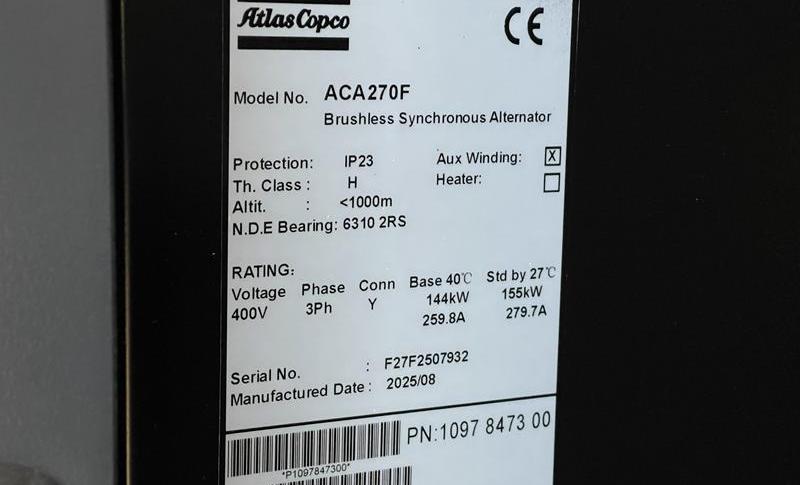 Atlas Copco
CE
Model No. ACA270F
Brushless Synchronous Alternator
Protection: IP23 Aux Winding: X
Th. Class : H Heater:
Altit. : <1000m
N.D.E Bearing: 6310 2RS
RATING:
Voltage Phase Conn Base 40℃ Std by 27℃
400V 3Ph Y 144kW 155kW
259.8A 279.7A
Serial No. : F27F2507932
Manufactured Date : 2025/08
PN:1097 8473 00
*P1097847300*